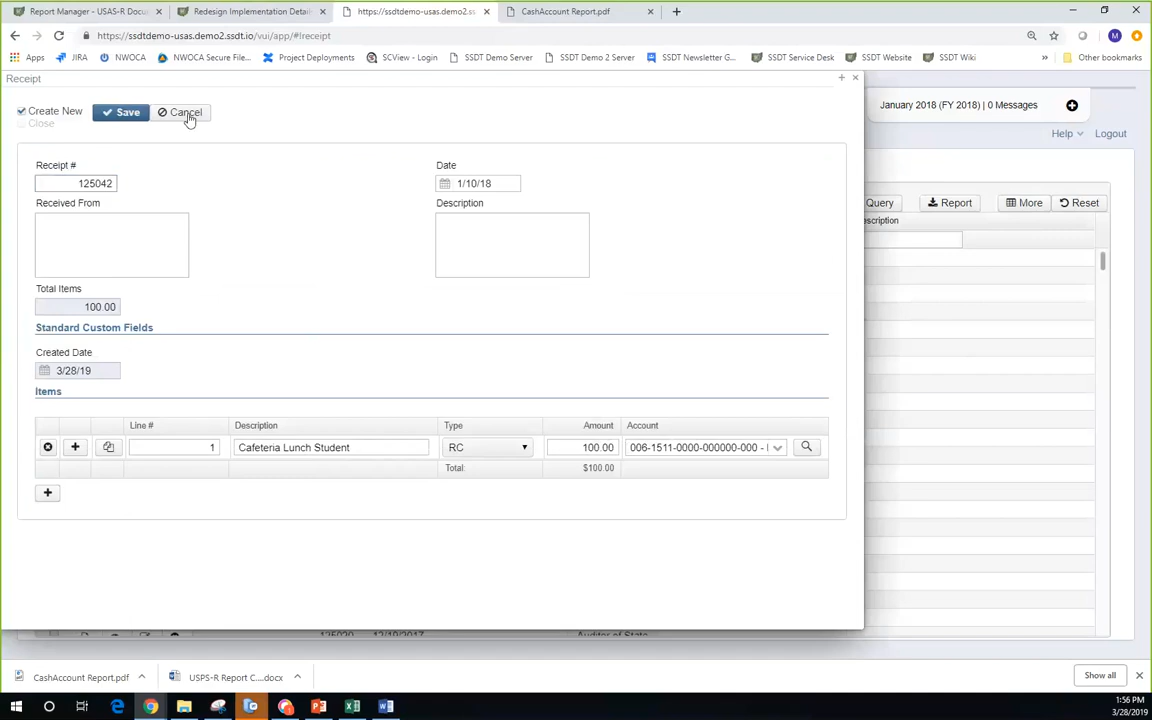 Report Manager - USAS-R Docu
Redesign Implementation Detai
https://ssdtdemo-usas.demo2.s
CashAccount Report.pdf
https://ssdtdemo-usas.demo2.ssdt.io/vui/app/#!receipt
M
Apps
JIRA
NWOCA
NWOCA Secure File...
Project Deployments
SCView - Login
SSDT Demo Server
SSDT Demo 2 Server
SSDT Newsletter G...
SSDT Service Desk
SSDT Website
SSDT Wiki
»
Other bookmarks
Receipt
January 2018 (FY 2018) | 0 Messages
Create New
Save
Cancel
Close
Help
Logout
Receipt #
Date
125042
1/10/18
Query
Report
More
Reset
Received From
Description
scription
Total Items
100.00
Standard Custom Fields
Created Date
3/28/19
Items
Line #
Description
Type
Amount
Account
1
Cafeteria Lunch Student
RC
100.00
006-1511-0000-000000-000 -
Total:
$100.00
125020
12/19/2017
Auditor of State
CashAccount Report.pdf
USPS-R Report C....docx
Show all
1:56 PM
3/28/2019